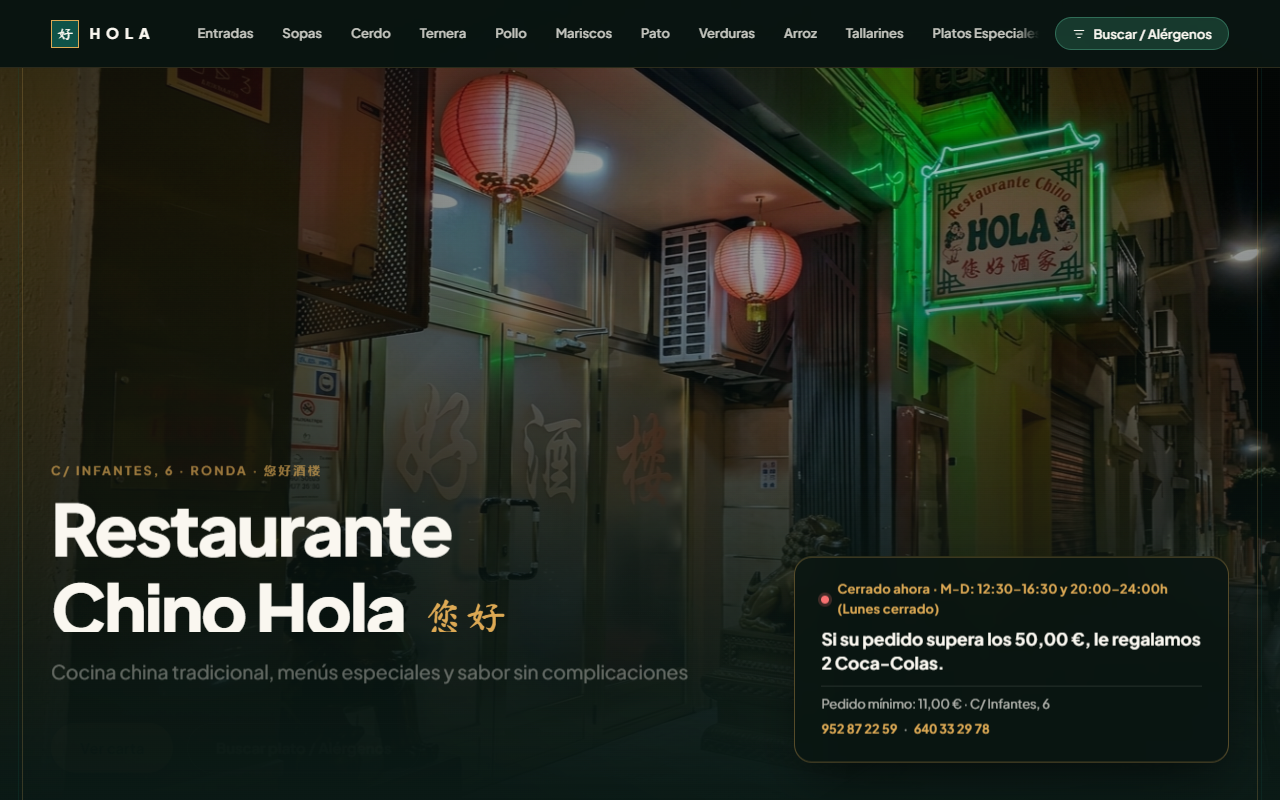 好 HOLA
Entradas Sopas Cerdo Ternera Pollo Mariscos Pato Verduras Arroz Tallarines Platos Especiales
Buscar / Alérgenos
Restaurante Chino
HOLA
您好酒家
好 酒 楼
C/ INFANTES, 6 · RONDA · 您好酒楼
Restaurante
Chino Hola 您好
Cocina china tradicional, menús especiales y sabor sin complicaciones
Buscar plato / Alérgenos
Cerrado ahora · M–D: 12:30–16:30 y 20:00–24:00h
(Lunes cerrado)
Si su pedido supera los 50,00 €, le regalamos
2 Coca-Colas.
Pedido mínimo: 11,00 € · C/ Infantes, 6
952 87 22 59 · 640 33 29 78